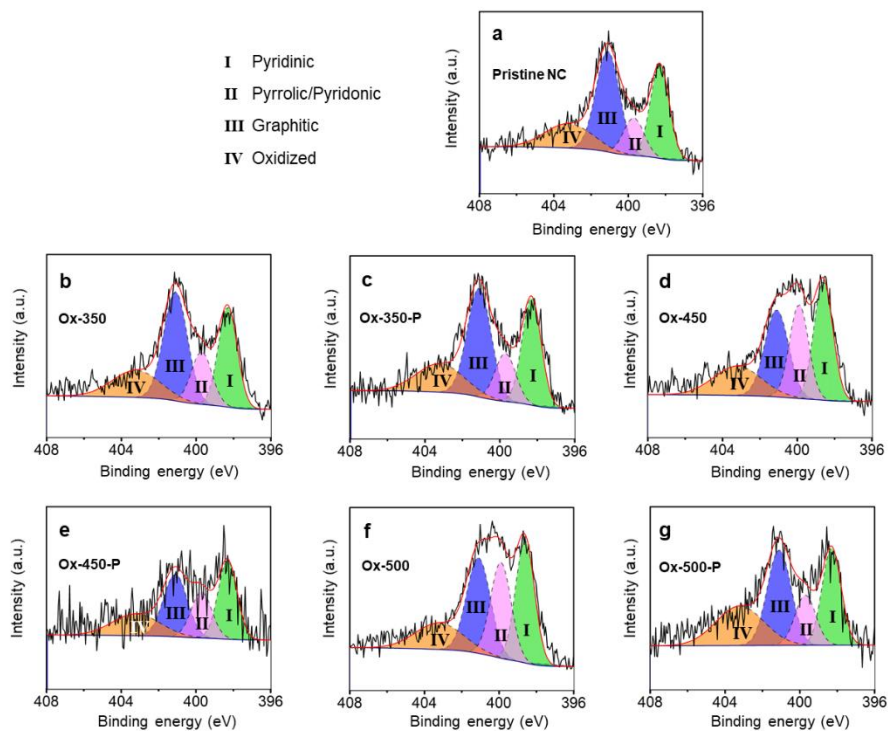 I Pyridinic
II Pyrrolic/Pyridonic
III Graphitic
IV Oxidized
a
Pristine NC
IV III II I
Intensity (a.u.)
408 404 400 396
Binding energy (eV)
b
Ox-350
IV III II I
Intensity (a.u.)
408 404 400 396
Binding energy (eV)
c
Ox-350-P
IV III II I
Intensity (a.u.)
408 404 400 396
Binding energy (eV)
d
Ox-450
IV III II I
Intensity (a.u.)
408 404 400 396
Binding energy (eV)
e
Ox-450-P
IV III II I
Intensity (a.u.)
408 404 400 396
Binding energy (eV)
f
Ox-500
IV III II I
Intensity (a.u.)
408 404 400 396
Binding energy (eV)
g
Ox-500-P
IV III II I
Intensity (a.u.)
408 404 400 396
Binding energy (eV)